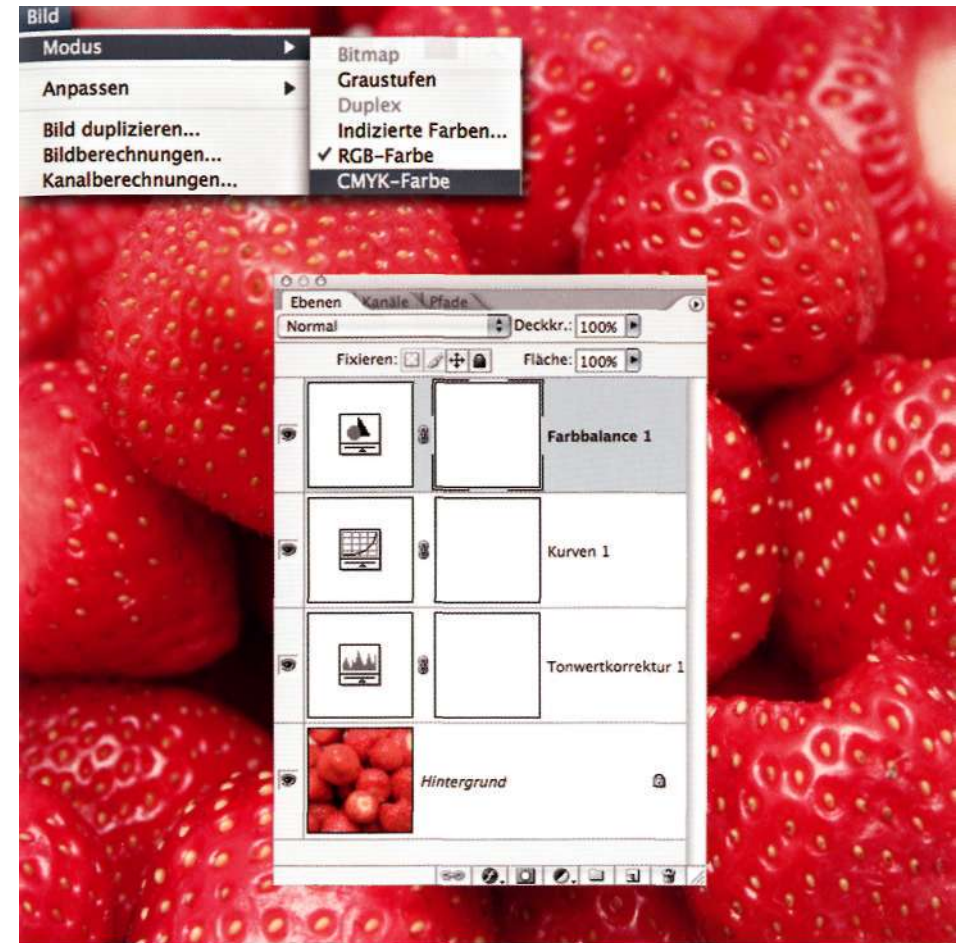 Bild
Modus
Anpassen
Bild duplizieren...
Bildberechnungen...
Kanalberechnungen...
Bitmap
Graustufen
Duplex
Indizierte Farben...
RGB-Farbe
CMYK-Farbe
Ebenen Kanäle Pfade
Normal Deckkr.: 100%
Fixieren: Fläche: 100%
Farbbalance 1
Kurven 1
Tonwertkorrektur 1
Hintergrund